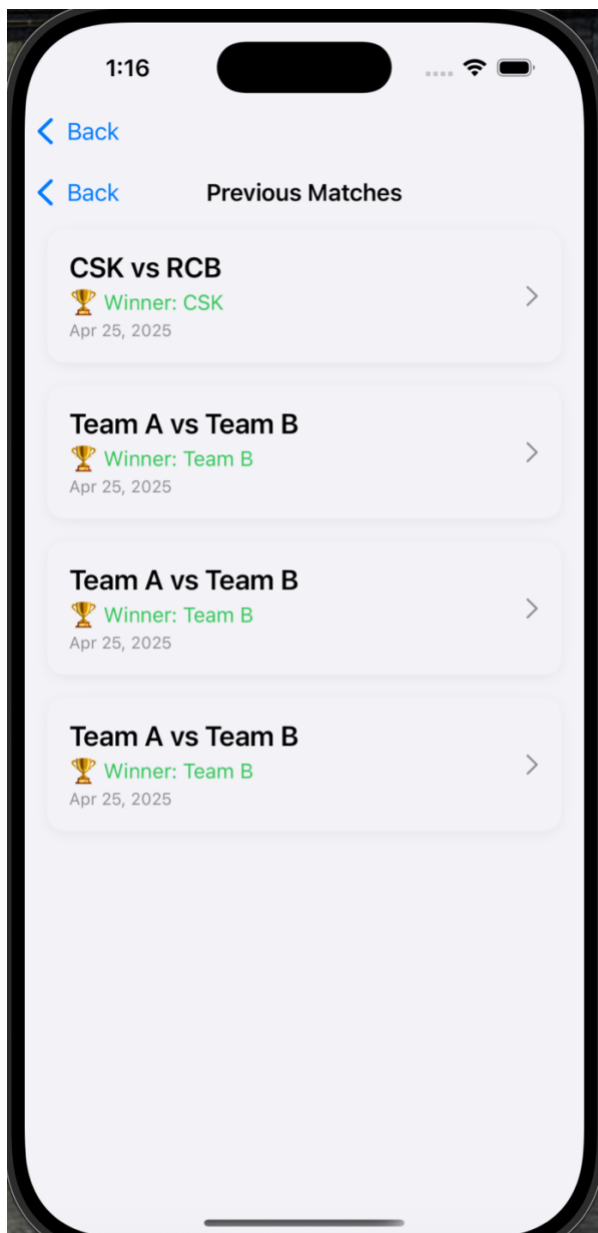 1:16
Back
Back Previous Matches
CSK vs RCB
🏆 Winner: CSK
Apr 25, 2025
Team A vs Team B
🏆 Winner: Team B
Apr 25, 2025
Team A vs Team B
🏆 Winner: Team B
Apr 25, 2025
Team A vs Team B
🏆 Winner: Team B
Apr 25, 2025